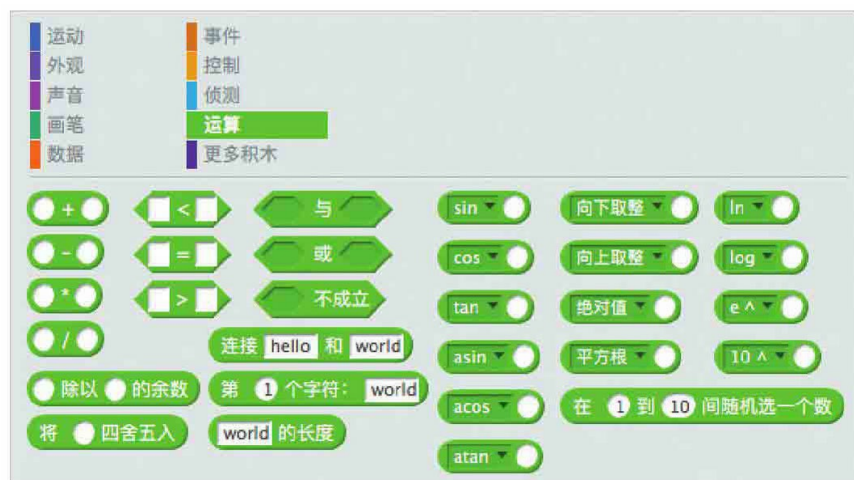 运动 事件
外观 控制
声音 侦测
画笔 运算
数据 更多积木
+ < 与 sin 向下取整 ln
- = 或 cos 向上取整 log
* > 不成立 tan 绝对值 e ^
/ 连接 hello 和 world asin 平方根 10 ^
除以 的余数 第 1 个字符: world acos 在 1 到 10 间随机选一个数
将 四舍五入 world 的长度 atan